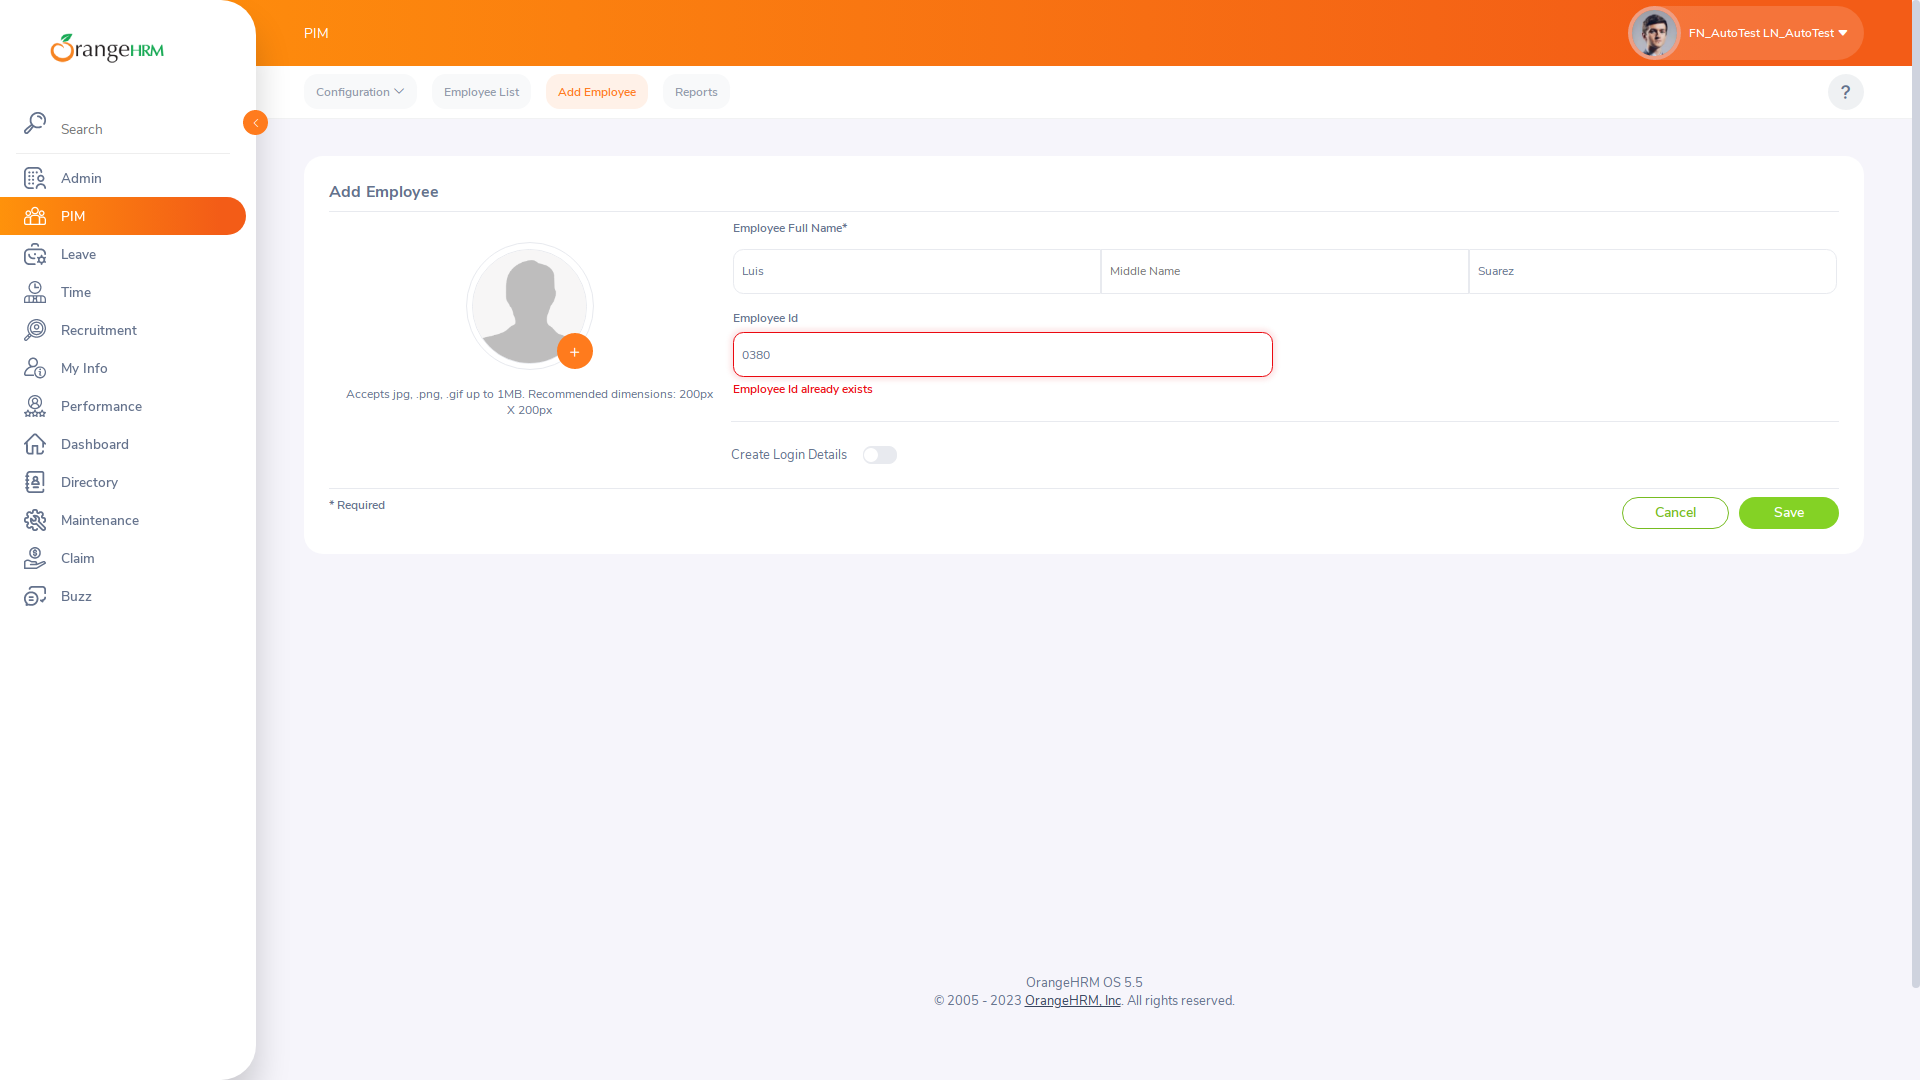 OrangeHRM
PIM
FN_AutoTest LN_AutoTest
Configuration
Employee List
Add Employee
Reports
?
Search
Admin
PIM
Leave
Time
Recruitment
My Info
Performance
Dashboard
Directory
Maintenance
Claim
Buzz
Add Employee
Accepts jpg, .png, .gif up to 1MB. Recommended dimensions: 200px
X 200px
Employee Full Name*
Luis
Middle Name
Suarez
Employee Id
0380
Employee Id already exists
Create Login Details
* Required
Cancel
Save
OrangeHRM OS 5.5
© 2005 - 2023 OrangeHRM, Inc. All rights reserved.